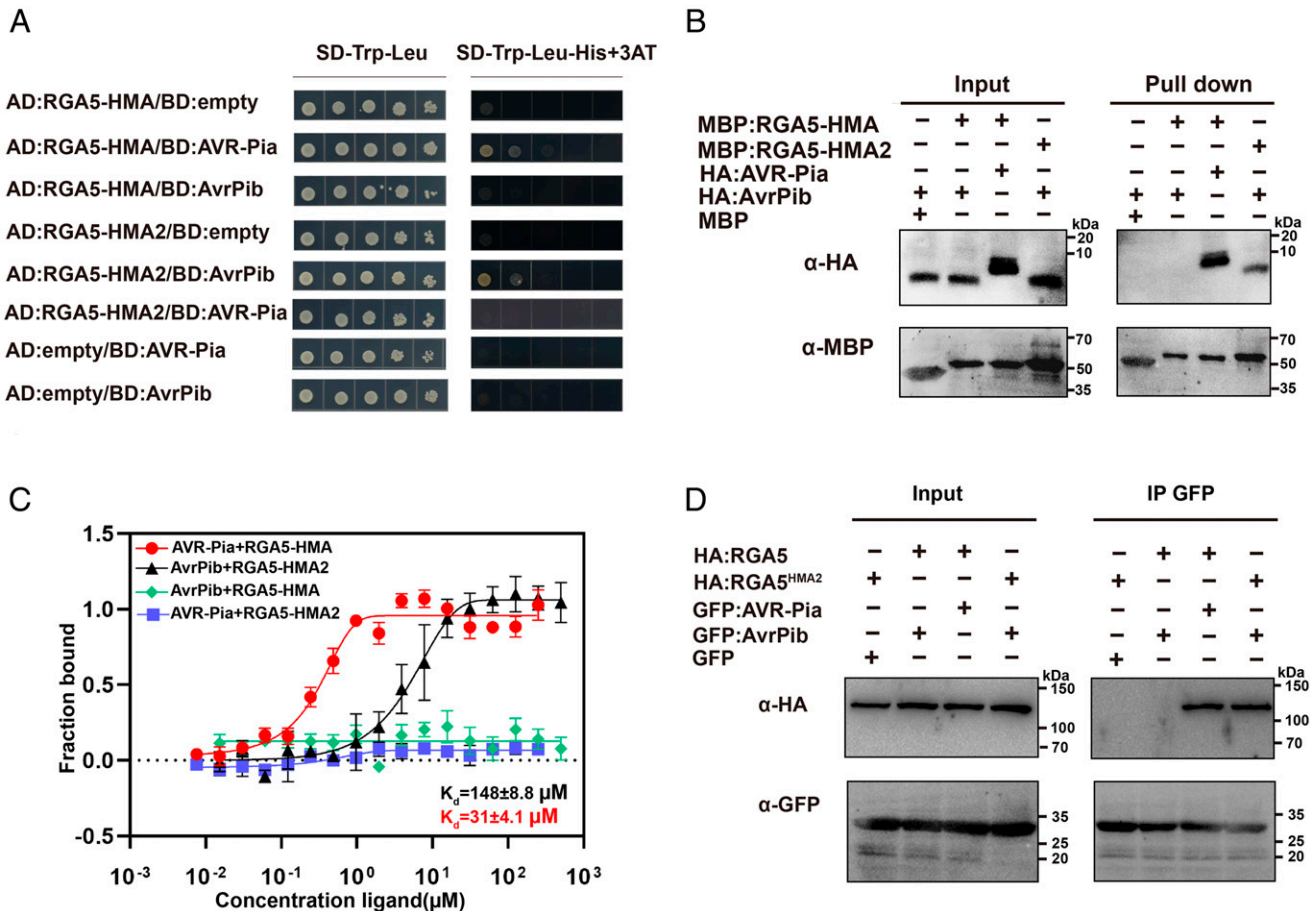 A
SD-Trp-Leu SD-Trp-Leu-His+3AT
AD:RGA5-HMA/BD:empty
AD:RGA5-HMA/BD:AVR-Pia
AD:RGA5-HMA/BD:AvrPib
AD:RGA5-HMA2/BD:empty
AD:RGA5-HMA2/BD:AvrPib
AD:RGA5-HMA2/BD:AVR-Pia
AD:empty/BD:AVR-Pia
AD:empty/BD:AvrPib
B
Input Pull down
MBP:RGA5-HMA - + + - - + + -
MBP:RGA5-HMA2 - - - + - - - +
HA:AVR-Pia - - + - - - + -
HA:AvrPib + + - + + + - +
MBP + - - - + - - -
kDa kDa
α-HA 20 20
10 10
α-MBP 70 70
50 50
35 35
C
1.5
1.0
0.5
0.0
-0.5
Fraction bound
AVR-Pia+RGA5-HMA
AvrPib+RGA5-HMA2
AvrPib+RGA5-HMA
AVR-Pia+RGA5-HMA2
Kd=148±8.8 μM
Kd=31±4.1 μM
10-3 10-2 10-1 100 101 102 103
Concentration ligand(μM)
D
Input IP GFP
HA:RGA5 - + + - - + + -
HA:RGA5HMA2 + - - + + - - +
GFP:AVR-Pia - - + - - - + -
GFP:AvrPib - + - + - + - +
GFP + - - - + - - -
kDa kDa
α-HA 150 150
100 100
70 70
α-GFP 35 35
25 25
20 20